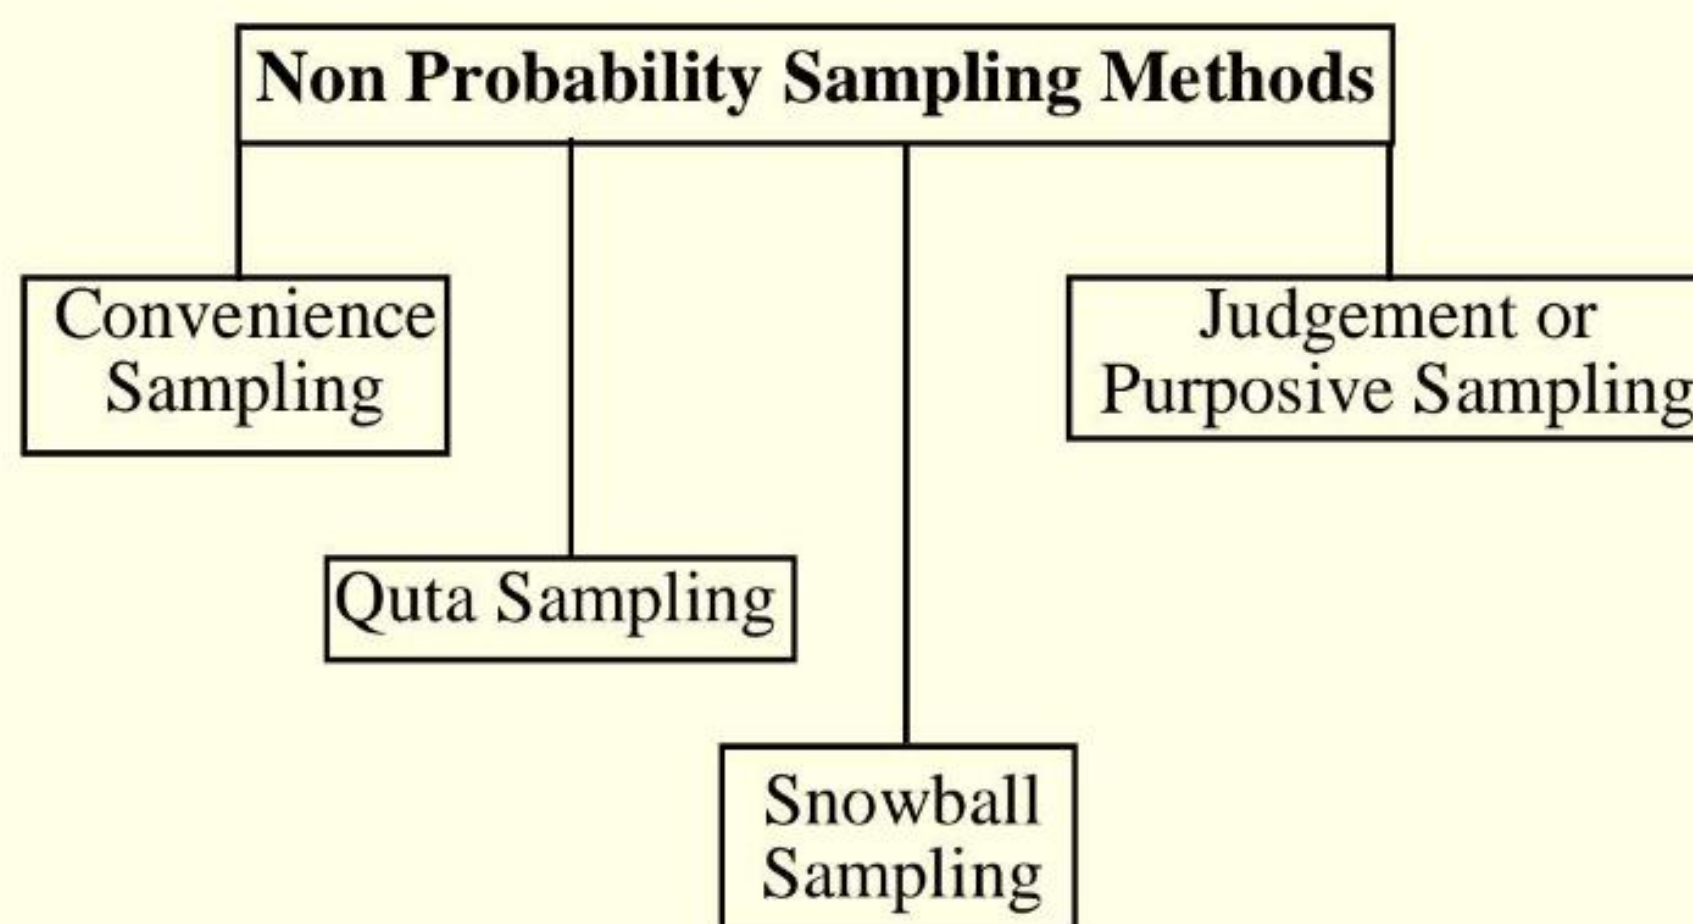 Non Probability Sampling Methods
Convenience
Sampling
Judgement or
Purposive Sampling
Quta Sampling
Snowball
Sampling